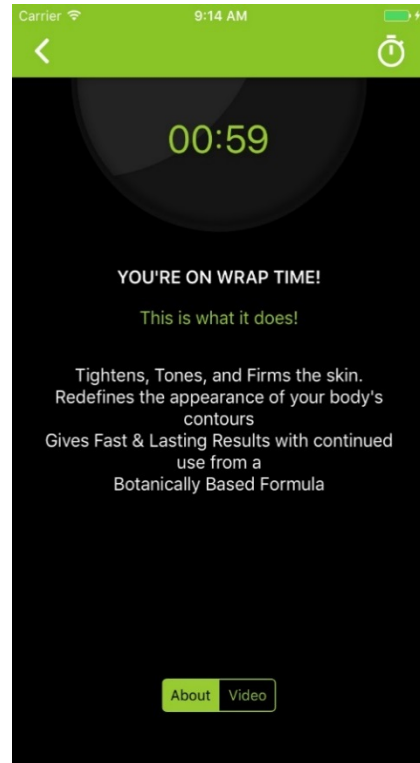 Carrier 9:14 AM
00:59
YOU'RE ON WRAP TIME!
This is what it does!
Tightens, Tones, and Firms the skin.
Redefines the appearance of your body's
contours
Gives Fast & Lasting Results with continued
use from a
Botanically Based Formula
About Video